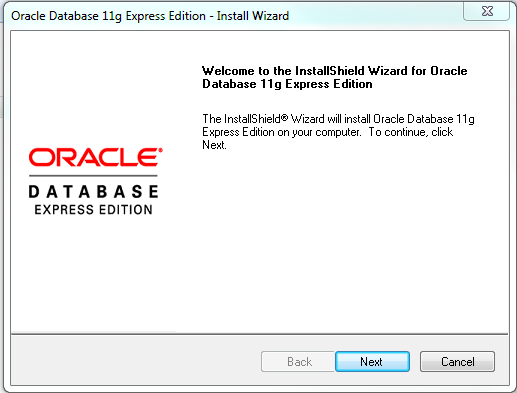 Oracle Database 11g Express Edition - Install Wizard
Welcome to the InstallShield Wizard for Oracle
Database 11g Express Edition
The InstallShield® Wizard will install Oracle Database 11g
Express Edition on your computer.  To continue, click
Next.
ORACLE®
DATABASE
EXPRESS EDITION
Back
Next
Cancel